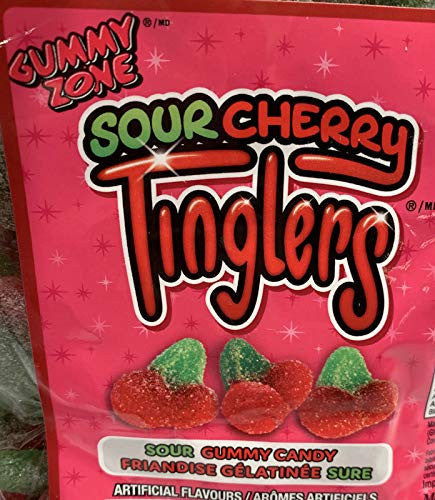 GUMMY
ZONE
®/MD
SOUR CHERRY
Tinglers
SOUR GUMMY CANDY
FRIANDISE GÉLATINÉE SURE
ARTIFICIAL FLAVOURS/ARÔMES ARTIFICIELS